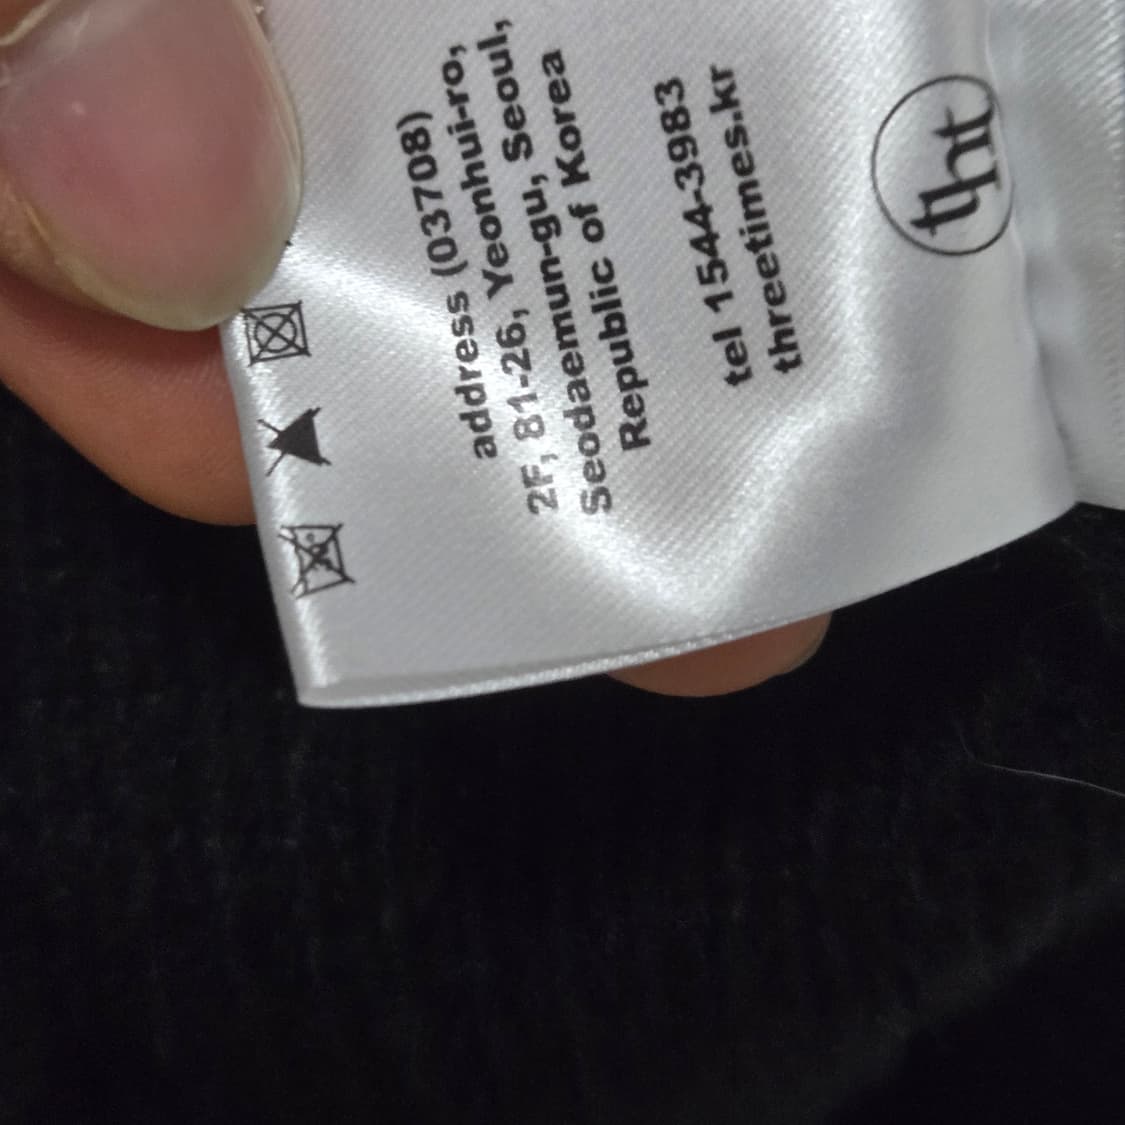 tht
address (03708)
2F, 81-26, Yeonhui-ro,
Seodaemun-gu, Seoul,
Republic of Korea
tel 1544-3983
threetimes.kr